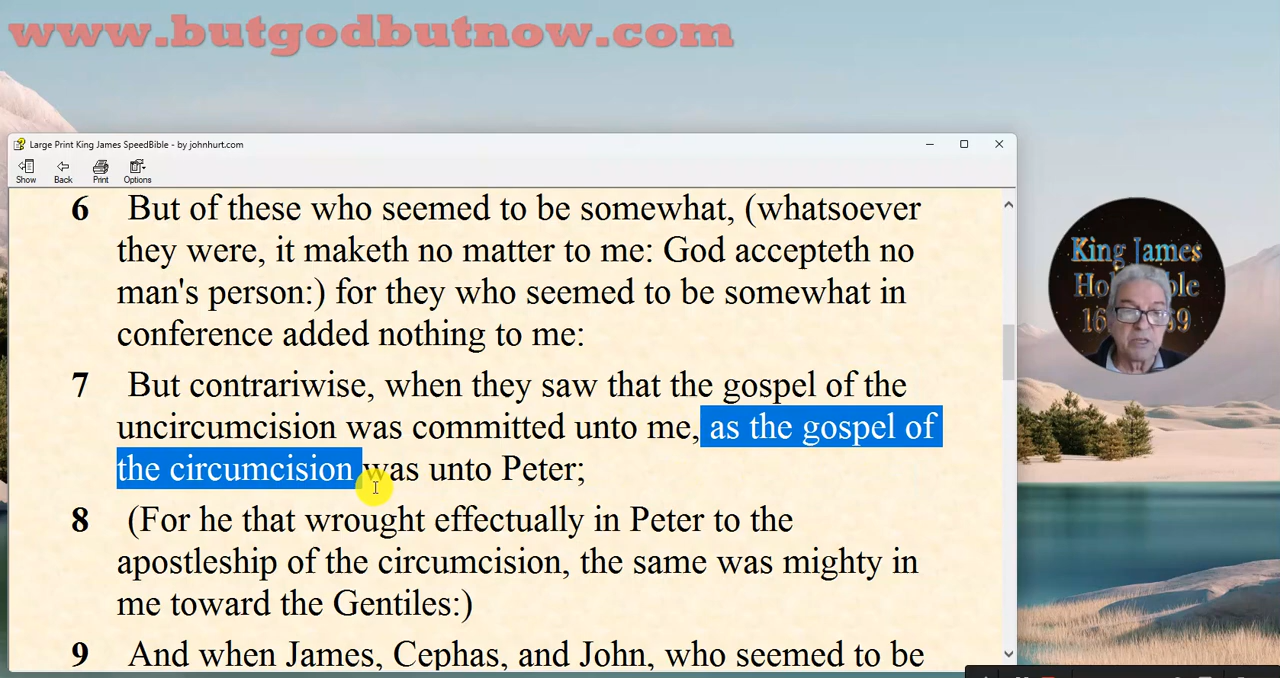 www.butgodbutnow.com
Large Print King James SpeedBible - by johnhurt.com
Show Back Print Options
6 But of these who seemed to be somewhat, (whatsoever
they were, it maketh no matter to me: God accepteth no
man's person:) for they who seemed to be somewhat in
conference added nothing to me:
7 But contrariwise, when they saw that the gospel of the
uncircumcision was committed unto me, as the gospel of
the circumcision was unto Peter;
8 (For he that wrought effectually in Peter to the
apostleship of the circumcision, the same was mighty in
me toward the Gentiles:)
9 And when James, Cephas, and John, who seemed to be
King James